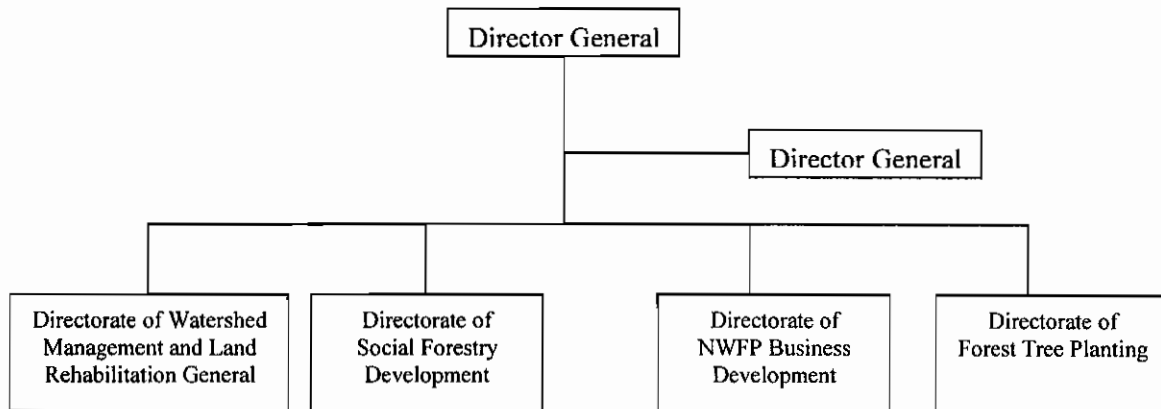 Director General
Director General
Directorate of Watershed
Management and Land
Rehabilitation General
Directorate of
Social Forestry
Development
Directorate of
NWFP Business
Development
Directorate of
Forest Tree Planting